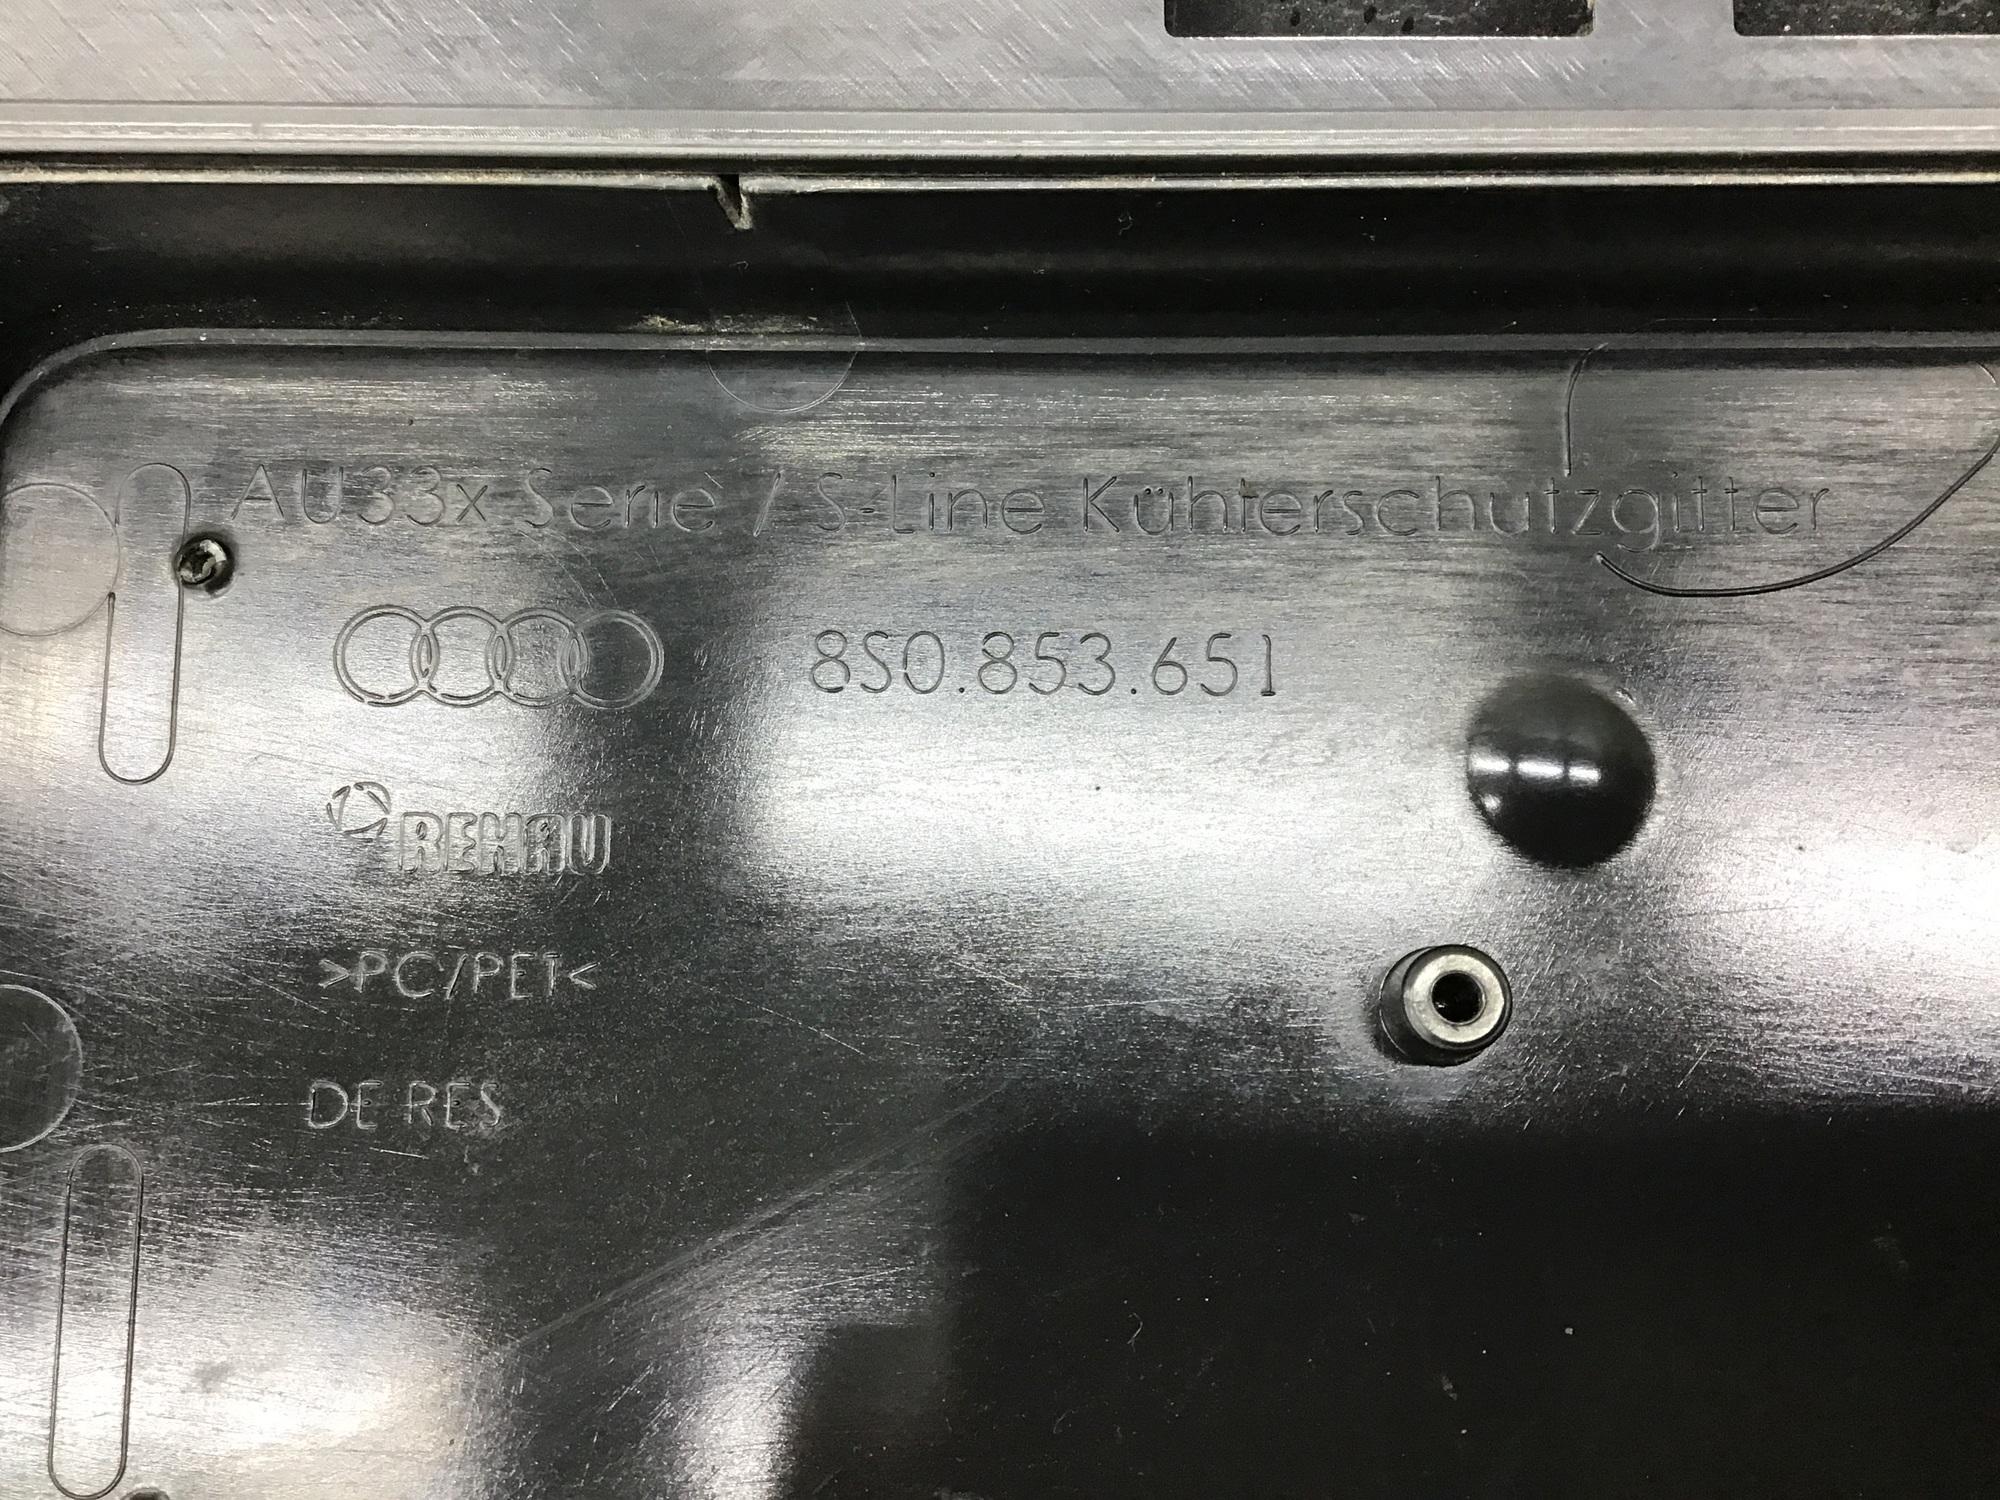 AU33x Serie / S-Line Kühlerschutzgitter
8S0.853.651
REHAU
>PC/PET<
DE RES